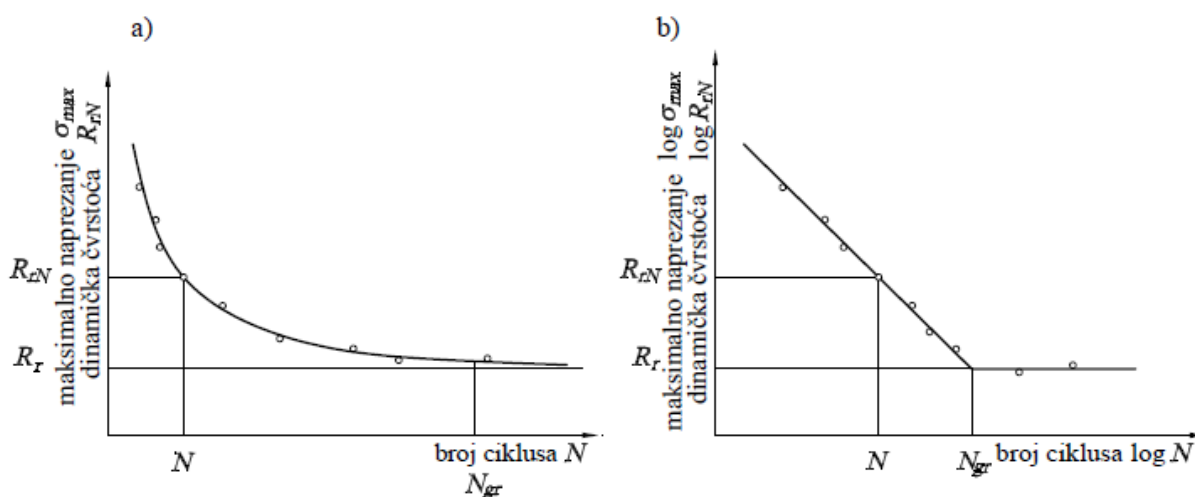 a)
maksimalno naprezanje σmax
dinamička čvrstoća RrN
RrN
Rr
N
broj ciklusa N
Ngr
b)
maksimalno naprezanje log σmax
dinamička čvrstoća log RrN
RrN
Rr
N
Ngr
broj ciklusa log N